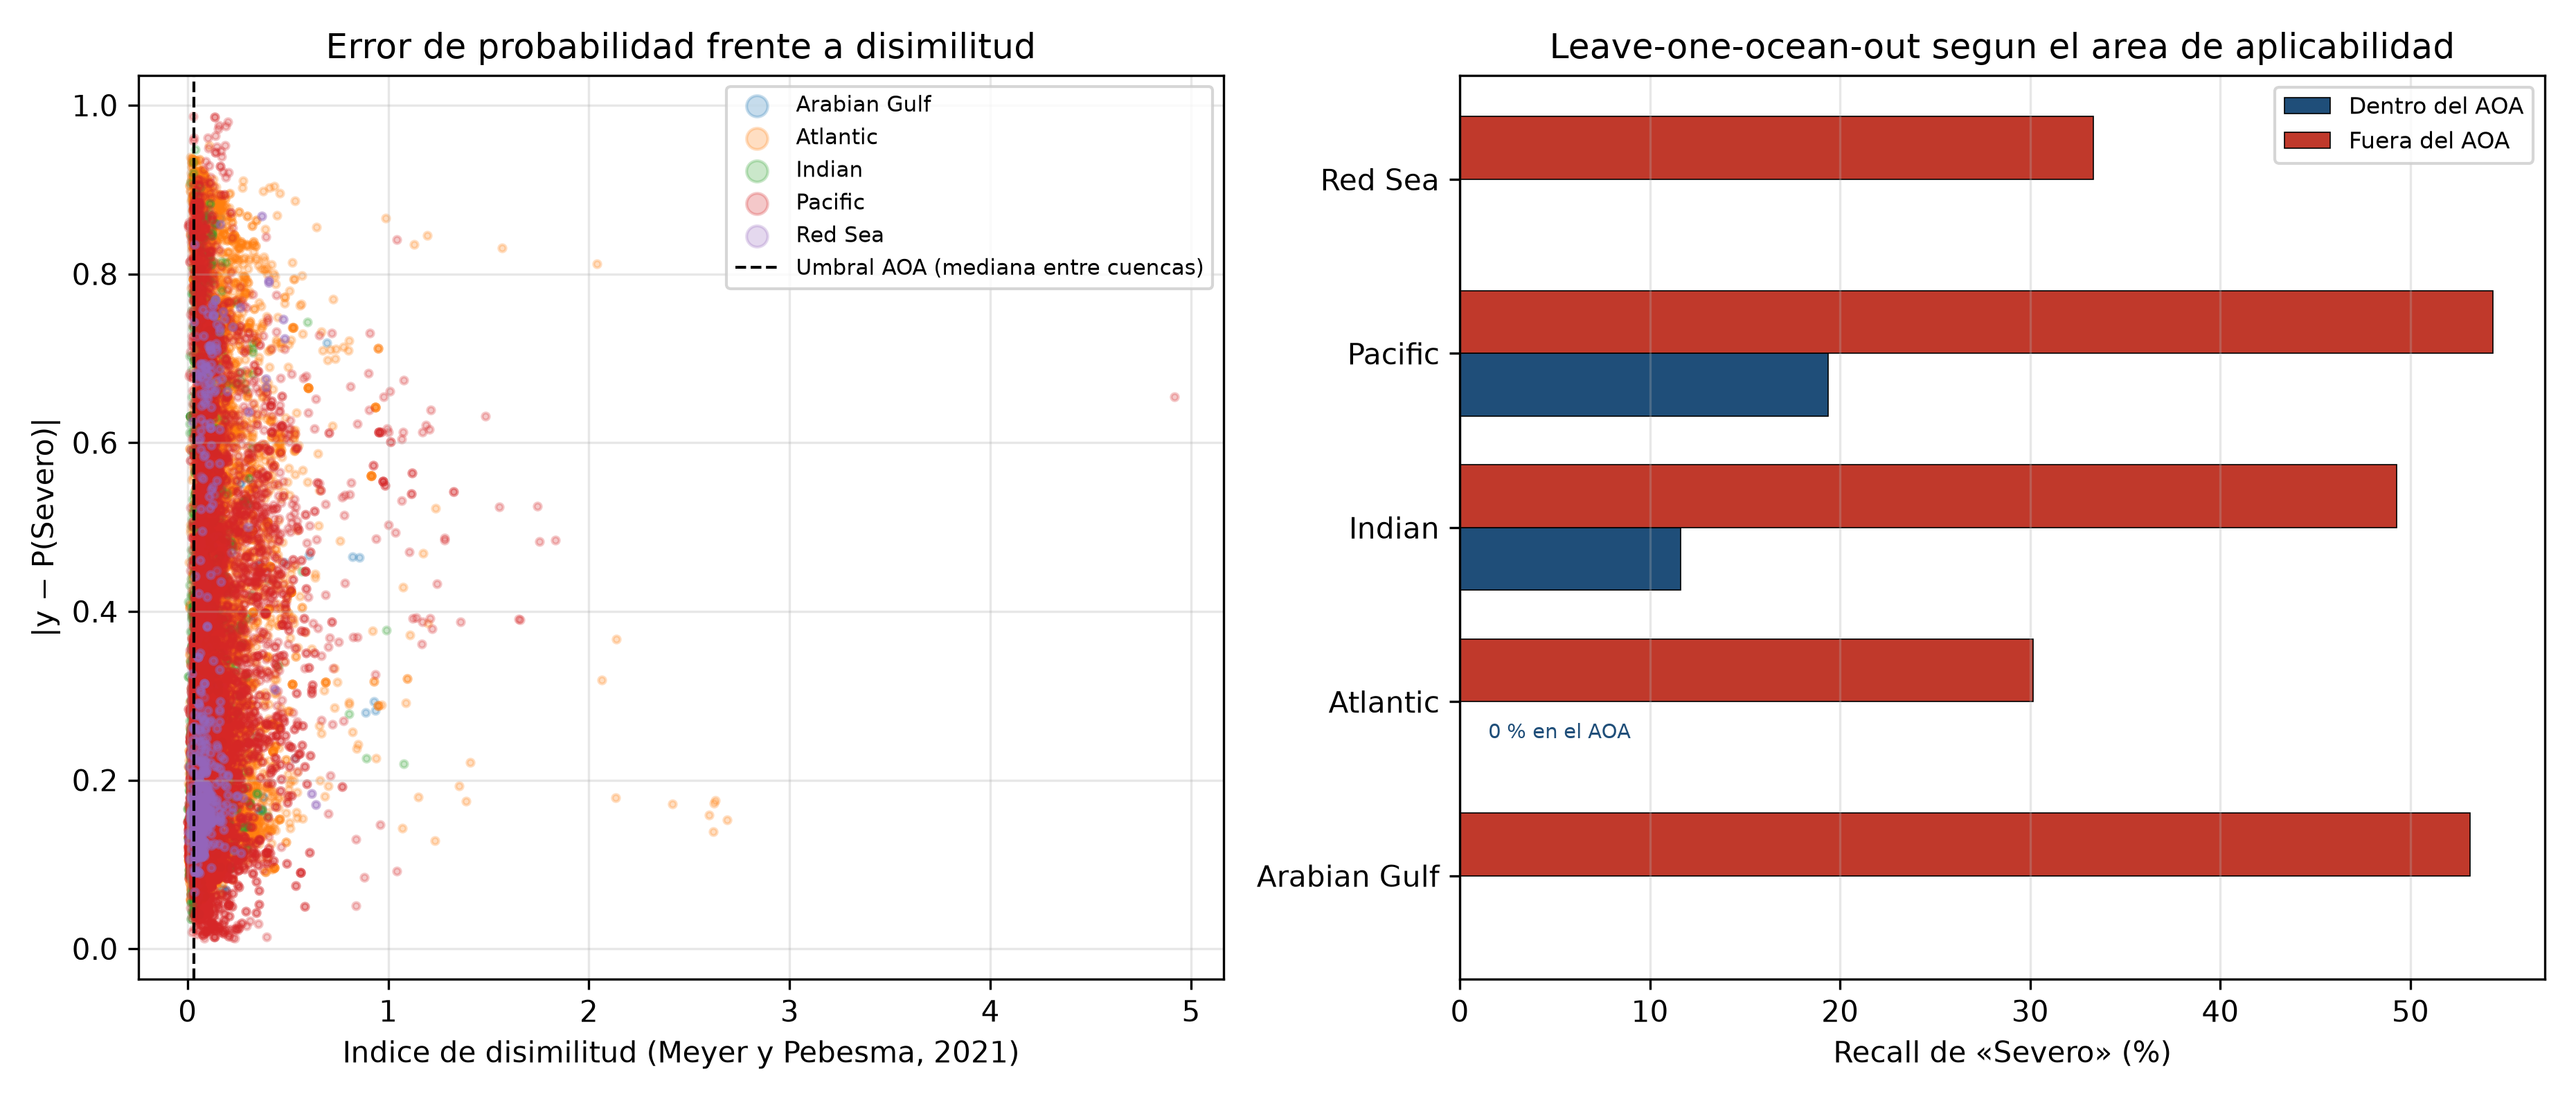 Error de probabilidad frente a disimilitud
|y − P(Severo)|
1.0
0.8
0.6
0.4
0.2
0.0
Arabian Gulf
Atlantic
Indian
Pacific
Red Sea
Umbral AOA (mediana entre cuencas)
0 1 2 3 4 5
Indice de disimilitud (Meyer y Pebesma, 2021)
Leave-one-ocean-out segun el area de aplicabilidad
Dentro del AOA
Fuera del AOA
Red Sea
Pacific
Indian
Atlantic
0 % en el AOA
Arabian Gulf
0 10 20 30 40 50
Recall de «Severo» (%)